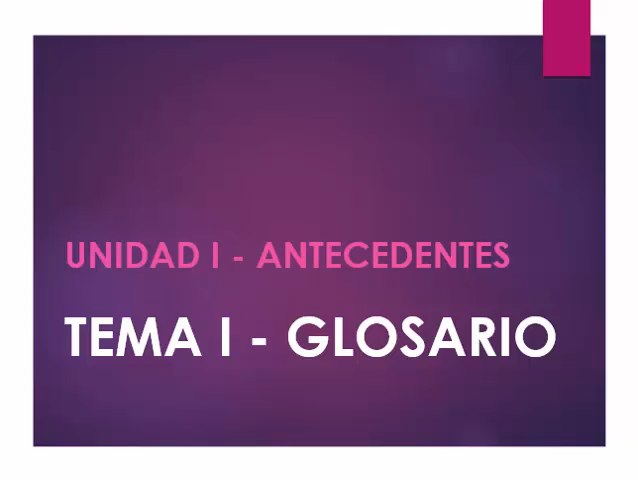 UNIDAD I - ANTECEDENTES
TEMA I - GLOSARIO